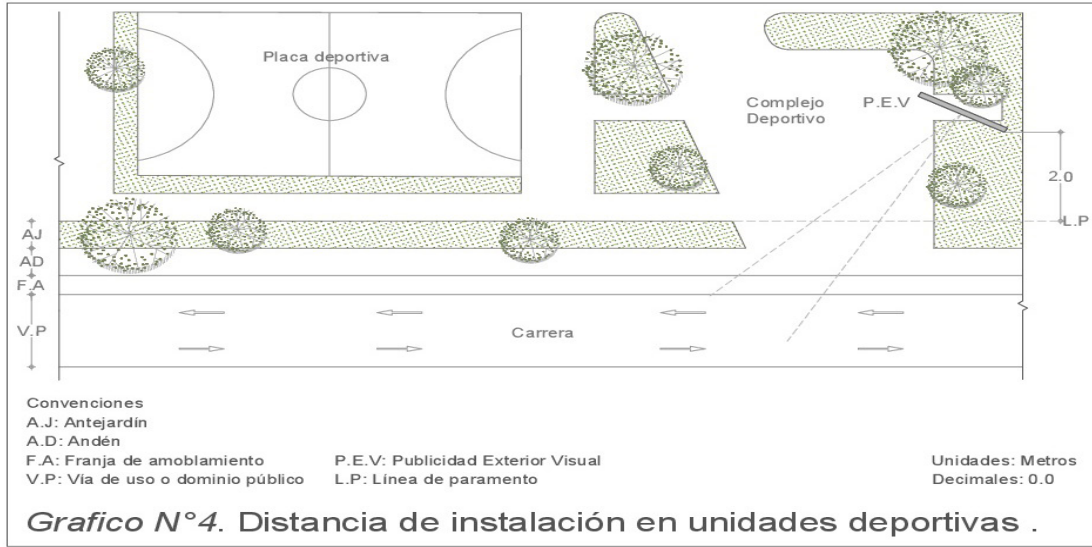 Placa deportiva
Complejo
Deportivo
P.E.V
2.0
L.P
AJ
AD
F.A
V.P
Carrera
Convenciones
A.J: Antejardín
A.D: Andén
F.A: Franja de amoblamiento
P.E.V: Publicidad Exterior Visual
Unidades: Metros
V.P: Vía de uso o dominio público
L.P: Línea de paramento
Decimales: 0.0
Grafico N°4. Distancia de instalación en unidades deportivas .